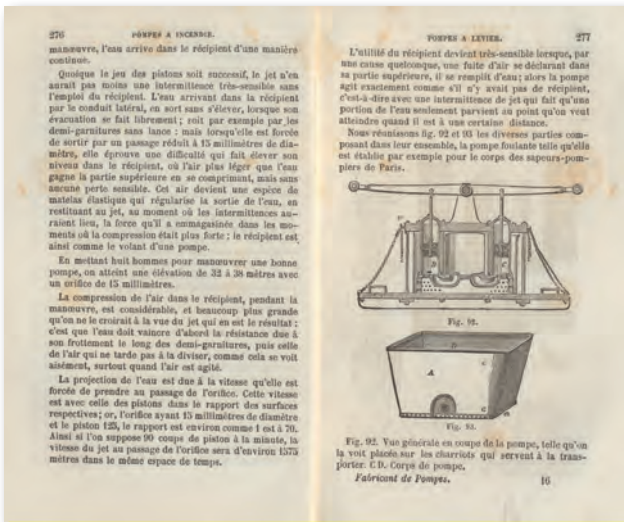 276 POMPES A INCENDIE.
manœuvre, l'eau arrive dans le récipient d'une manière
continue.
Quoique le jeu des pistons soit successif, le jet n'en
aurait pas moins une intermittence très-sensible sans
l'emploi du récipient. L'eau arrivant dans le récipient
par le conduit latéral, en sort sans s'élever, lorsque son
évacuation se fait librement; soit par exemple par les
demi-garnitures sans lance : mais lorsqu'elle est forcée
de sortir par un passage réduit à 15 millimètres de dia-
mètre, elle éprouve une difficulté qui fait élever son
niveau dans le récipient, où l'air plus léger que l'eau
gagne la partie supérieure en se comprimant, mais sans
aucune perte sensible. Cet air devient une espèce de
matelas élastique qui régularise la sortie de l'eau, en
restituant au jet, au moment où les intermittences au-
raient lieu, la force qu'il a emmagasinée dans les mo-
ments où la compression était plus forte : le récipient est
ainsi comme le volant d'une pompe.
En mettant huit hommes pour manœuvrer une bonne
pompe, on atteint une élévation de 32 à 38 mètres avec
un orifice de 15 millimètres.
La compression de l'air dans le récipient, pendant la
manœuvre, est considérable, et beaucoup plus grande
qu'on ne le croirait à la vue du jet qui en est le résultat :
c'est que l'eau doit vaincre d'abord la résistance due à
son frottement le long des demi-garnitures, puis celle
de l'air qui ne tarde pas à la diviser, comme cela se voit
aisément, surtout quand l'air est agité.
La projection de l'eau est due à la vitesse qu'elle est
forcée de prendre au passage de l'orifice. Cette vitesse
est avec celle des pistons dans le rapport des surfaces
respectives; or, l'orifice ayant 15 millimètres de diamètre
et le piston 125, le rapport est environ comme 1 est à 70.
Ainsi si l'on suppose 90 coups de piston à la minute, la
vitesse du jet au passage de l'orifice sera d'environ 1575
mètres dans le même espace de temps.
POMPES A LEVIER. 277
L'utilité du récipient devient très-sensible lorsque, par
une cause quelconque, une fuite d'air se déclarant dans
sa partie supérieure, il se remplit d'eau; alors la pompe
agit exactement comme s'il n'y avait pas de récipient,
c'est-à-dire avec une intermittence de jet qui fait qu'une
portion de l'eau seulement parvient au point qu'on veut
atteindre quand il est à une certaine distance.
Nous réunissons fig. 92 et 93 les diverses parties com-
posant dans leur ensemble, la pompe foulante telle qu'elle
est établie par exemple pour le corps des sapeurs-pom-
piers de Paris.
Fig. 92.
A
Fig. 93.
Fig. 92. Vue générale en coupe de la pompe, telle qu'on
la voit placée sur les charriots qui servent à la trans-
porter. C D. Corps de pompe.
Fabricant de Pompes. 16